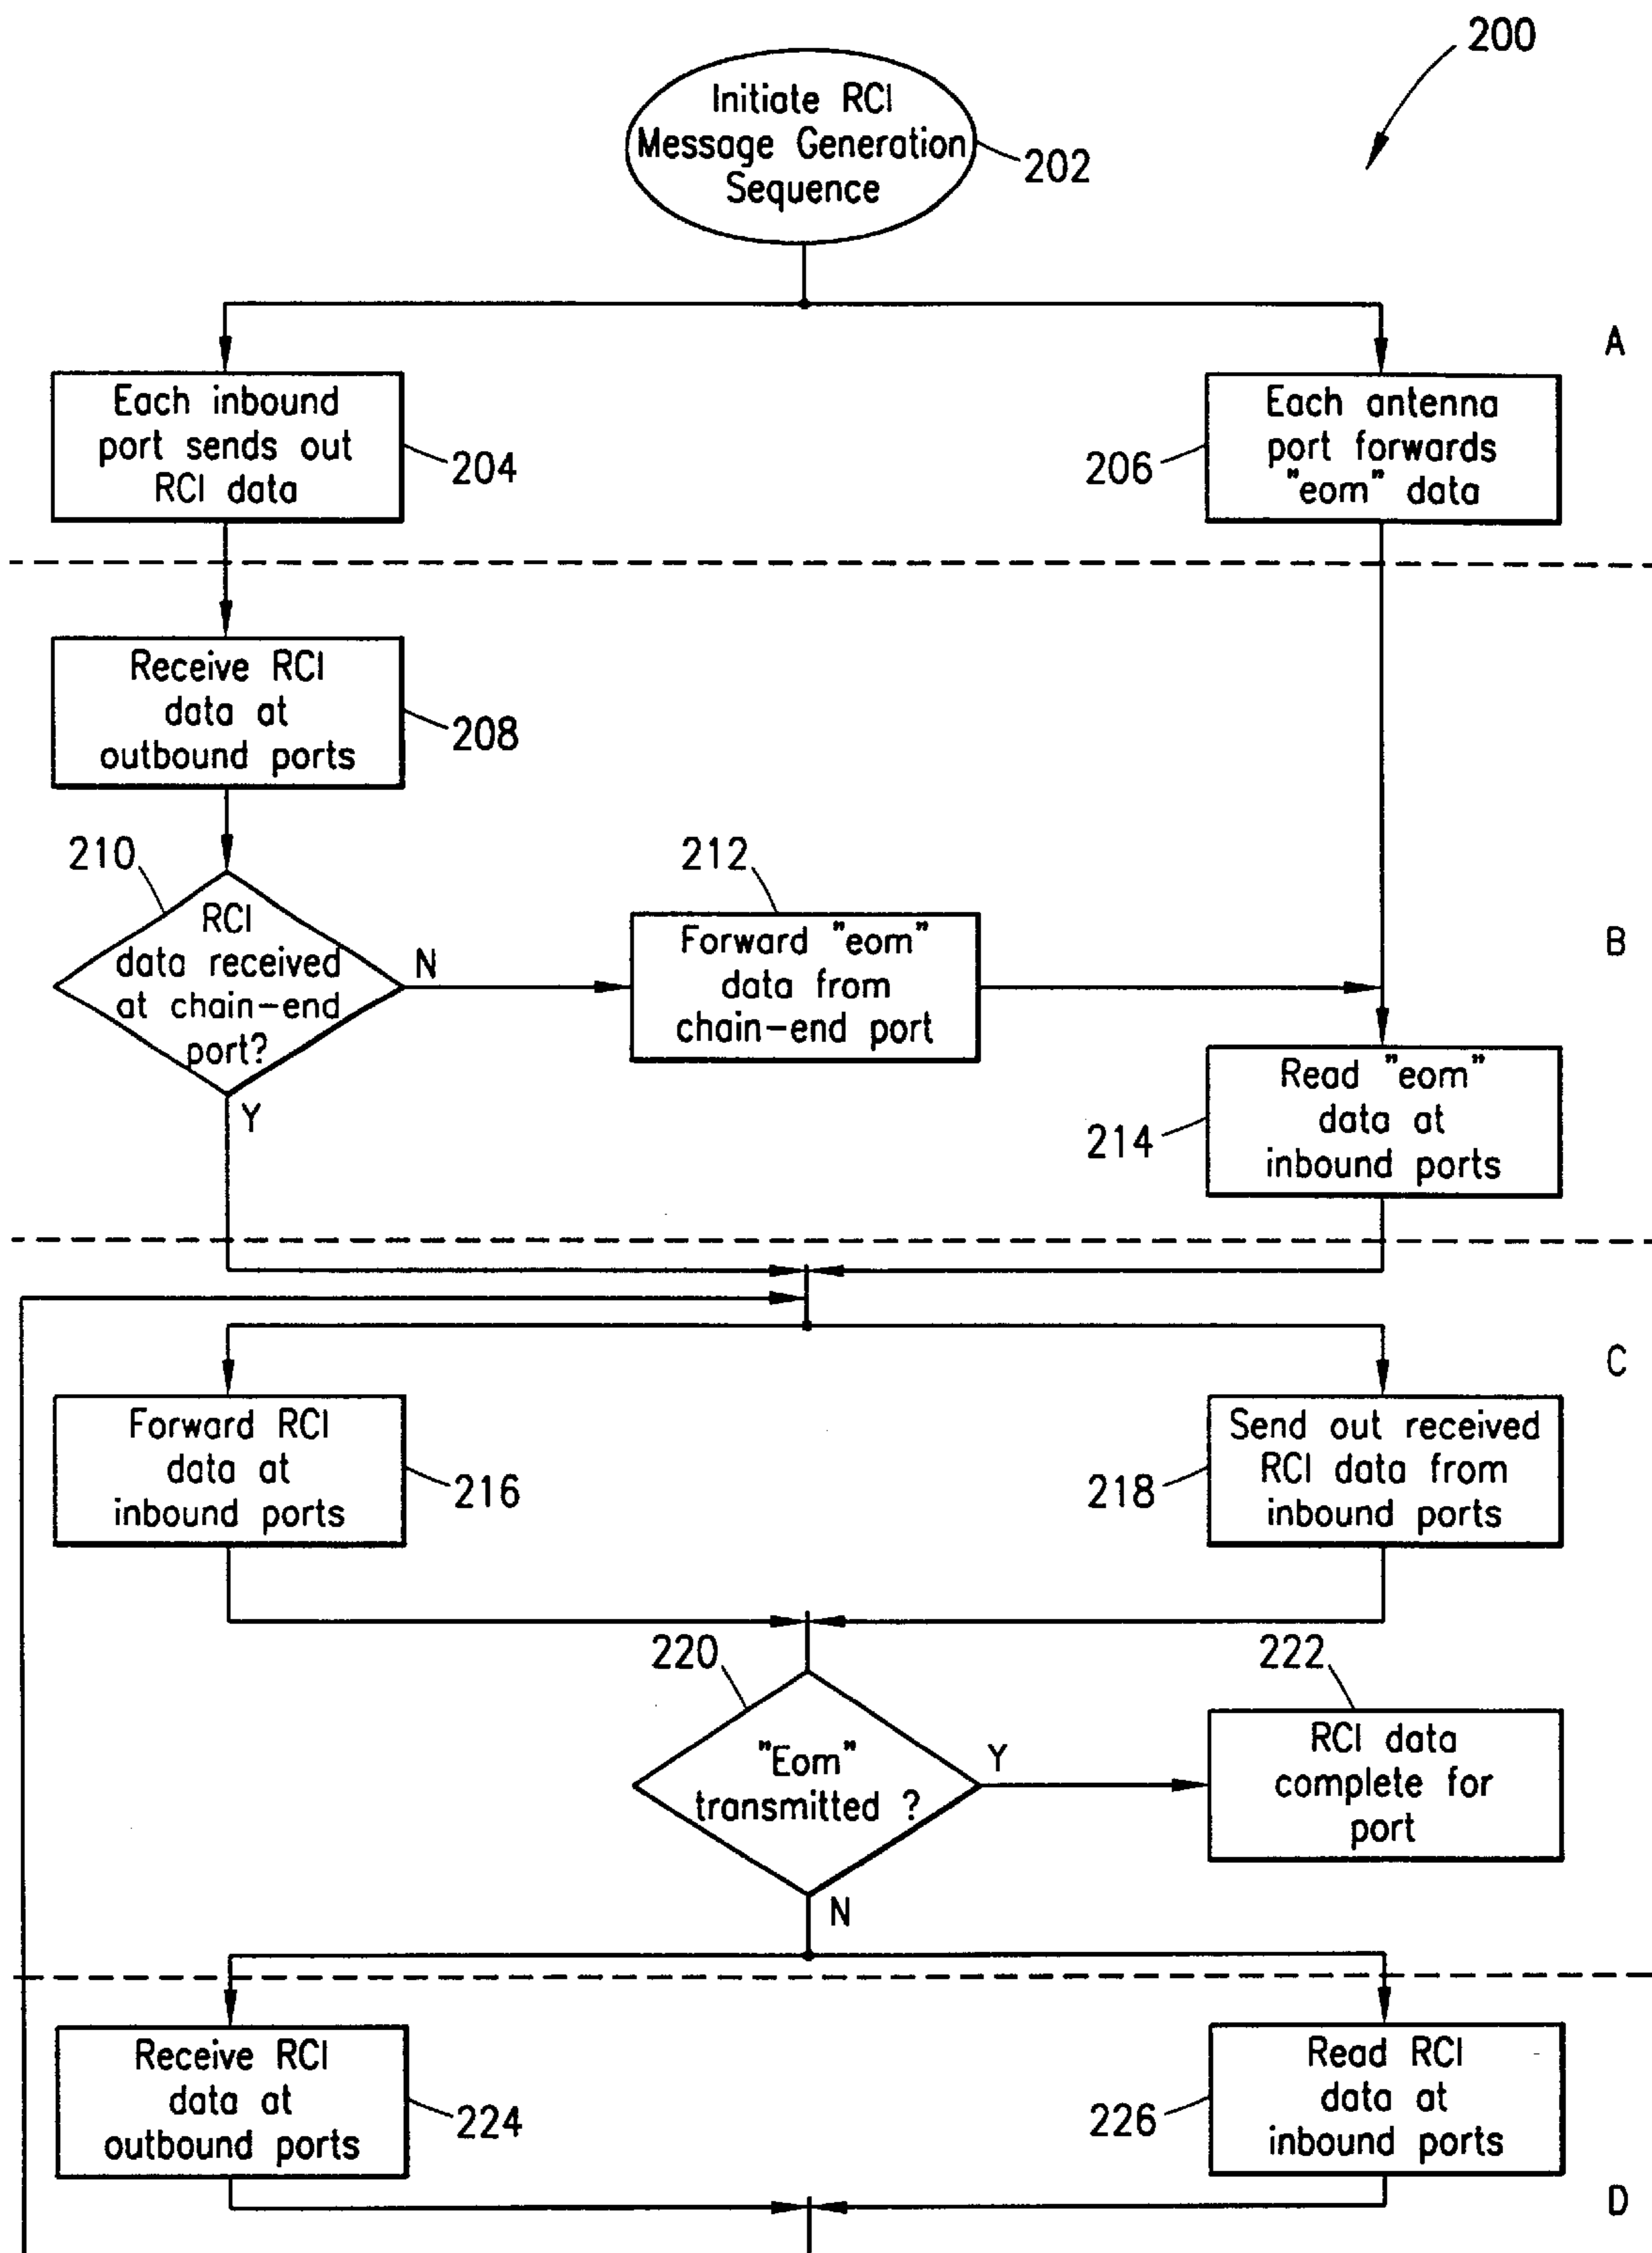 200
Initiate RCI
Message Generation
Sequence
202
A
Each inbound
port sends out
RCI data
204
Each antenna
port forwards
"eom" data
206
Receive RCI
data at
outbound ports
208
210
RCI
data received
at chain-end
port?
N
Y
212
Forward "eom"
data from
chain-end port
B
Read "eom"
data at
inbound ports
214
C
Forward RCI
data at
inbound ports
216
Send out received
RCI data from
inbound ports
218
220
"Eom"
transmitted ?
Y
N
222
RCI data
complete for
port
Receive RCI
data at
outbound ports
224
Read RCI
data at
inbound ports
226
D